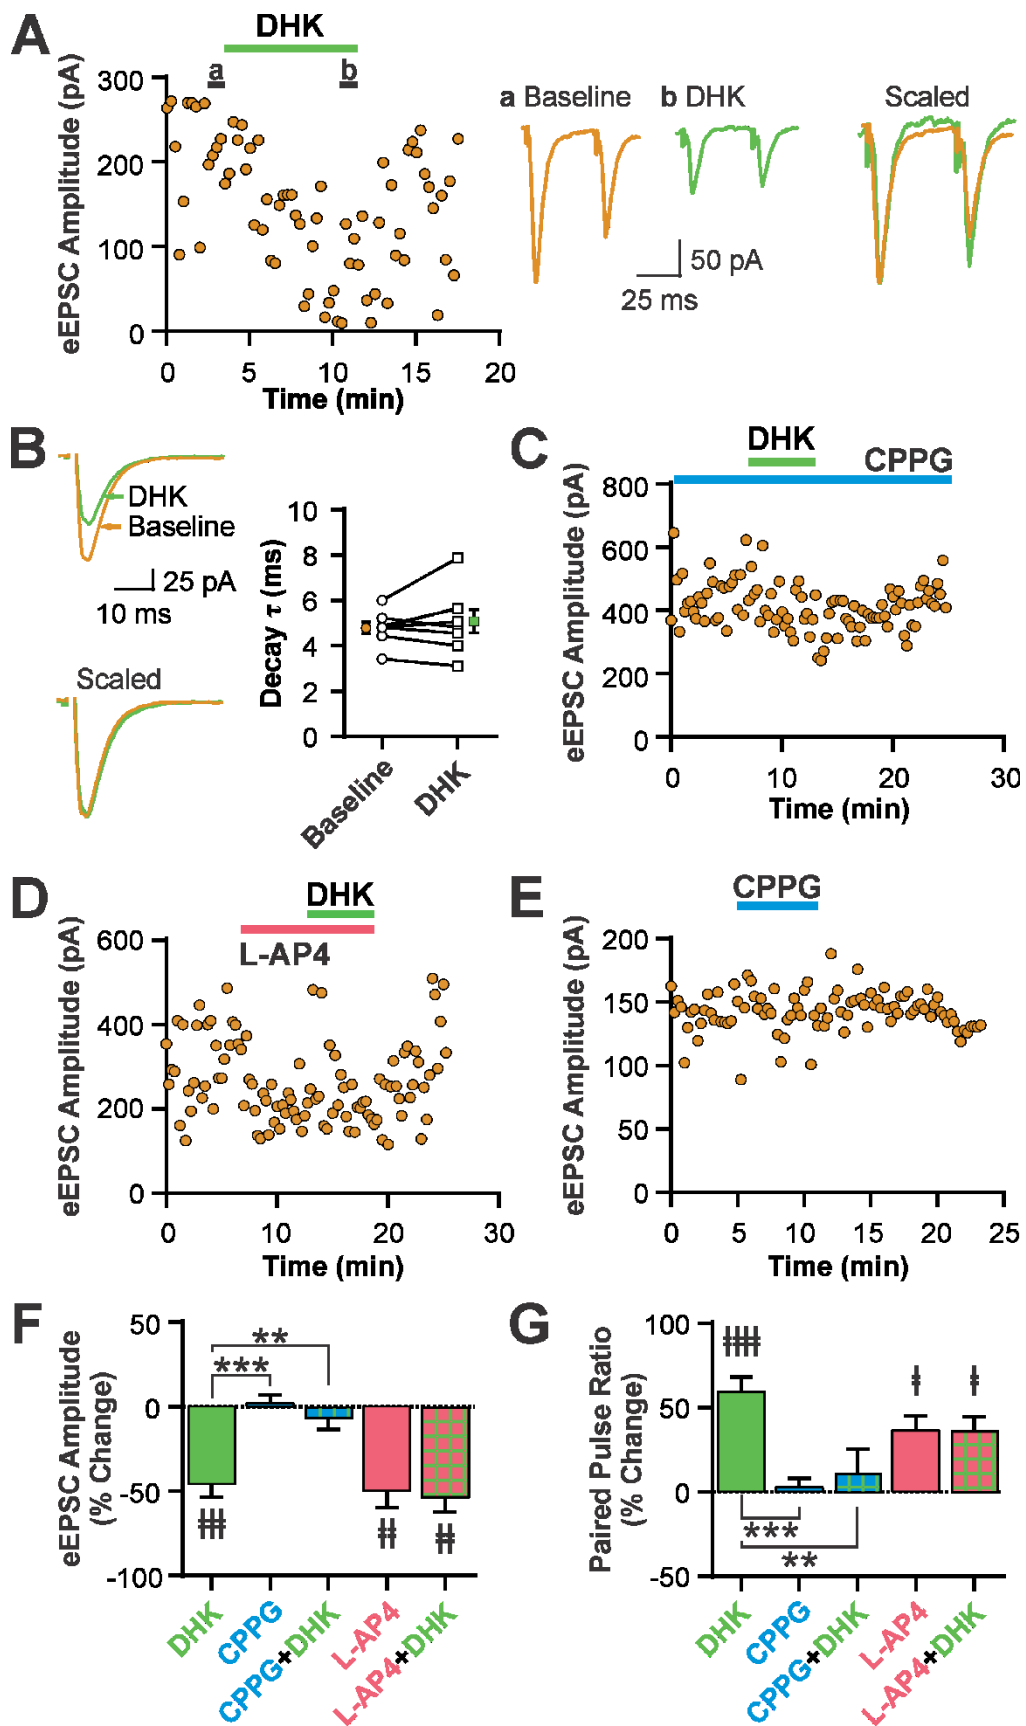 A
DHK
a
b
eEPSC Amplitude (pA)
300
200
100
0
0
5
10
15
20
Time (min)
a Baseline
b DHK
Scaled
50 pA
25 ms
B
DHK
Baseline
25 pA
10 ms
Scaled
Decay τ (ms)
10
8
6
4
2
0
Baseline
DHK
C
DHK
CPPG
eEPSC Amplitude (pA)
800
600
400
200
0
0
10
20
30
Time (min)
D
DHK
L-AP4
eEPSC Amplitude (pA)
600
400
200
0
0
10
20
30
Time (min)
E
CPPG
eEPSC Amplitude (pA)
200
150
100
50
0
0
5
10
15
20
25
Time (min)
F
eEPSC Amplitude
(% Change)
50
0
-50
-100
**
***
ǂǂǂ
ǂǂ
ǂǂ
DHK
CPPG
CPPG+DHK
L-AP4
L-AP4+DHK
G
Paired Pulse Ratio
(% Change)
100
50
0
-50
ǂǂǂǂ
ǂ
ǂ
***
**
DHK
CPPG
CPPG+DHK
L-AP4
L-AP4+DHK